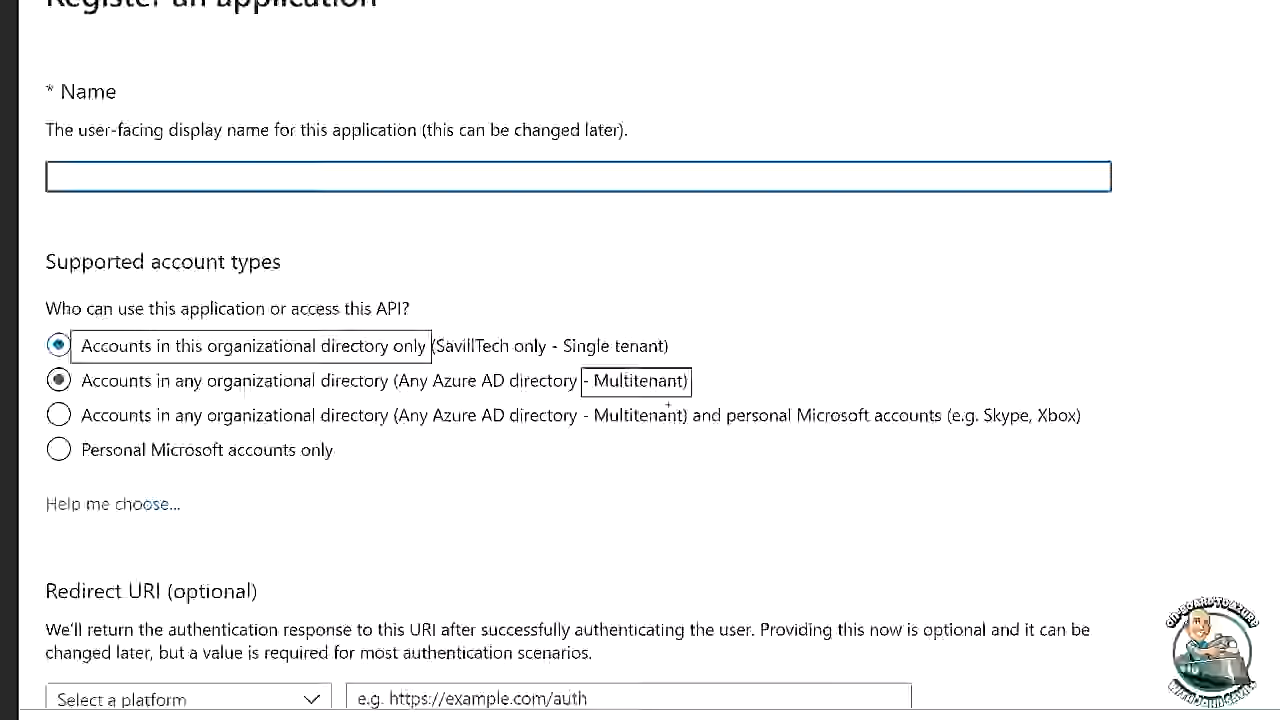 Register an application
* Name
The user-facing display name for this application (this can be changed later).
Supported account types
Who can use this application or access this API?
Accounts in this organizational directory only (SavillTech only - Single tenant)
Accounts in any organizational directory (Any Azure AD directory - Multitenant)
Accounts in any organizational directory (Any Azure AD directory - Multitenant) and personal Microsoft accounts (e.g. Skype, Xbox)
Personal Microsoft accounts only
Help me choose...
Redirect URI (optional)
We'll return the authentication response to this URI after successfully authenticating the user. Providing this now is optional and it can be
changed later, but a value is required for most authentication scenarios.
Select a platform
e.g. https://example.com/auth